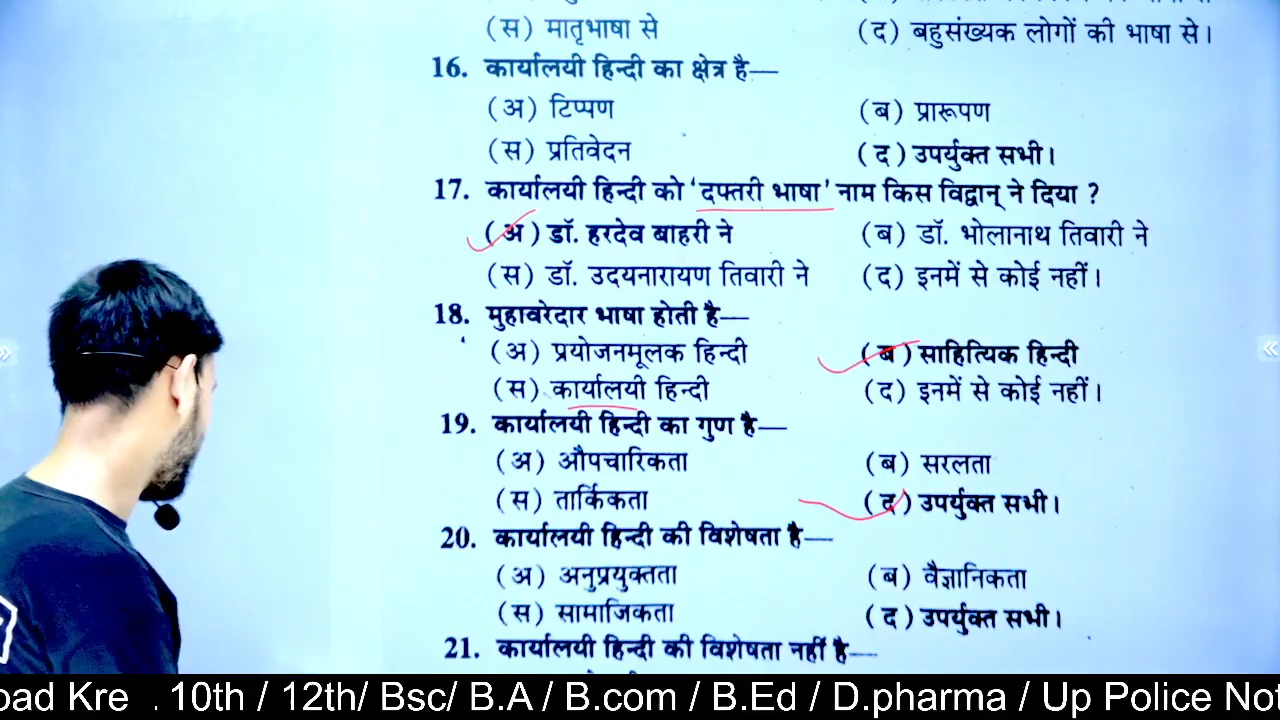 (स) मातृभाषा से (द) बहुसंख्यक लोगों की भाषा से।
16. कार्यालयी हिन्दी का क्षेत्र है—
(अ) टिप्पण (ब) प्रारूपण
(स) प्रतिवेदन (द) उपर्युक्त सभी।
17. कार्यालयी हिन्दी को 'दफ्तरी भाषा' नाम किस विद्वान् ने दिया ?
(अ) डॉ. हरदेव बाहरी ने (ब) डॉ. भोलानाथ तिवारी ने
(स) डॉ. उदयनारायण तिवारी ने (द) इनमें से कोई नहीं।
18. मुहावरेदार भाषा होती है—
(अ) प्रयोजनमूलक हिन्दी (ब) साहित्यिक हिन्दी
(स) कार्यालयी हिन्दी (द) इनमें से कोई नहीं।
19. कार्यालयी हिन्दी का गुण है—
(अ) औपचारिकता (ब) सरलता
(स) तार्किकता (द) उपर्युक्त सभी।
20. कार्यालयी हिन्दी की विशेषता है—
(अ) अनुप्रयुक्तता (ब) वैज्ञानिकता
(स) सामाजिकता (द) उपर्युक्त सभी।
21. कार्यालयी हिन्दी की विशेषता नहीं है—
oad Kre . 10th / 12th/ Bsc/ B.A / B.com / B.Ed / D.pharma / Up Police Not